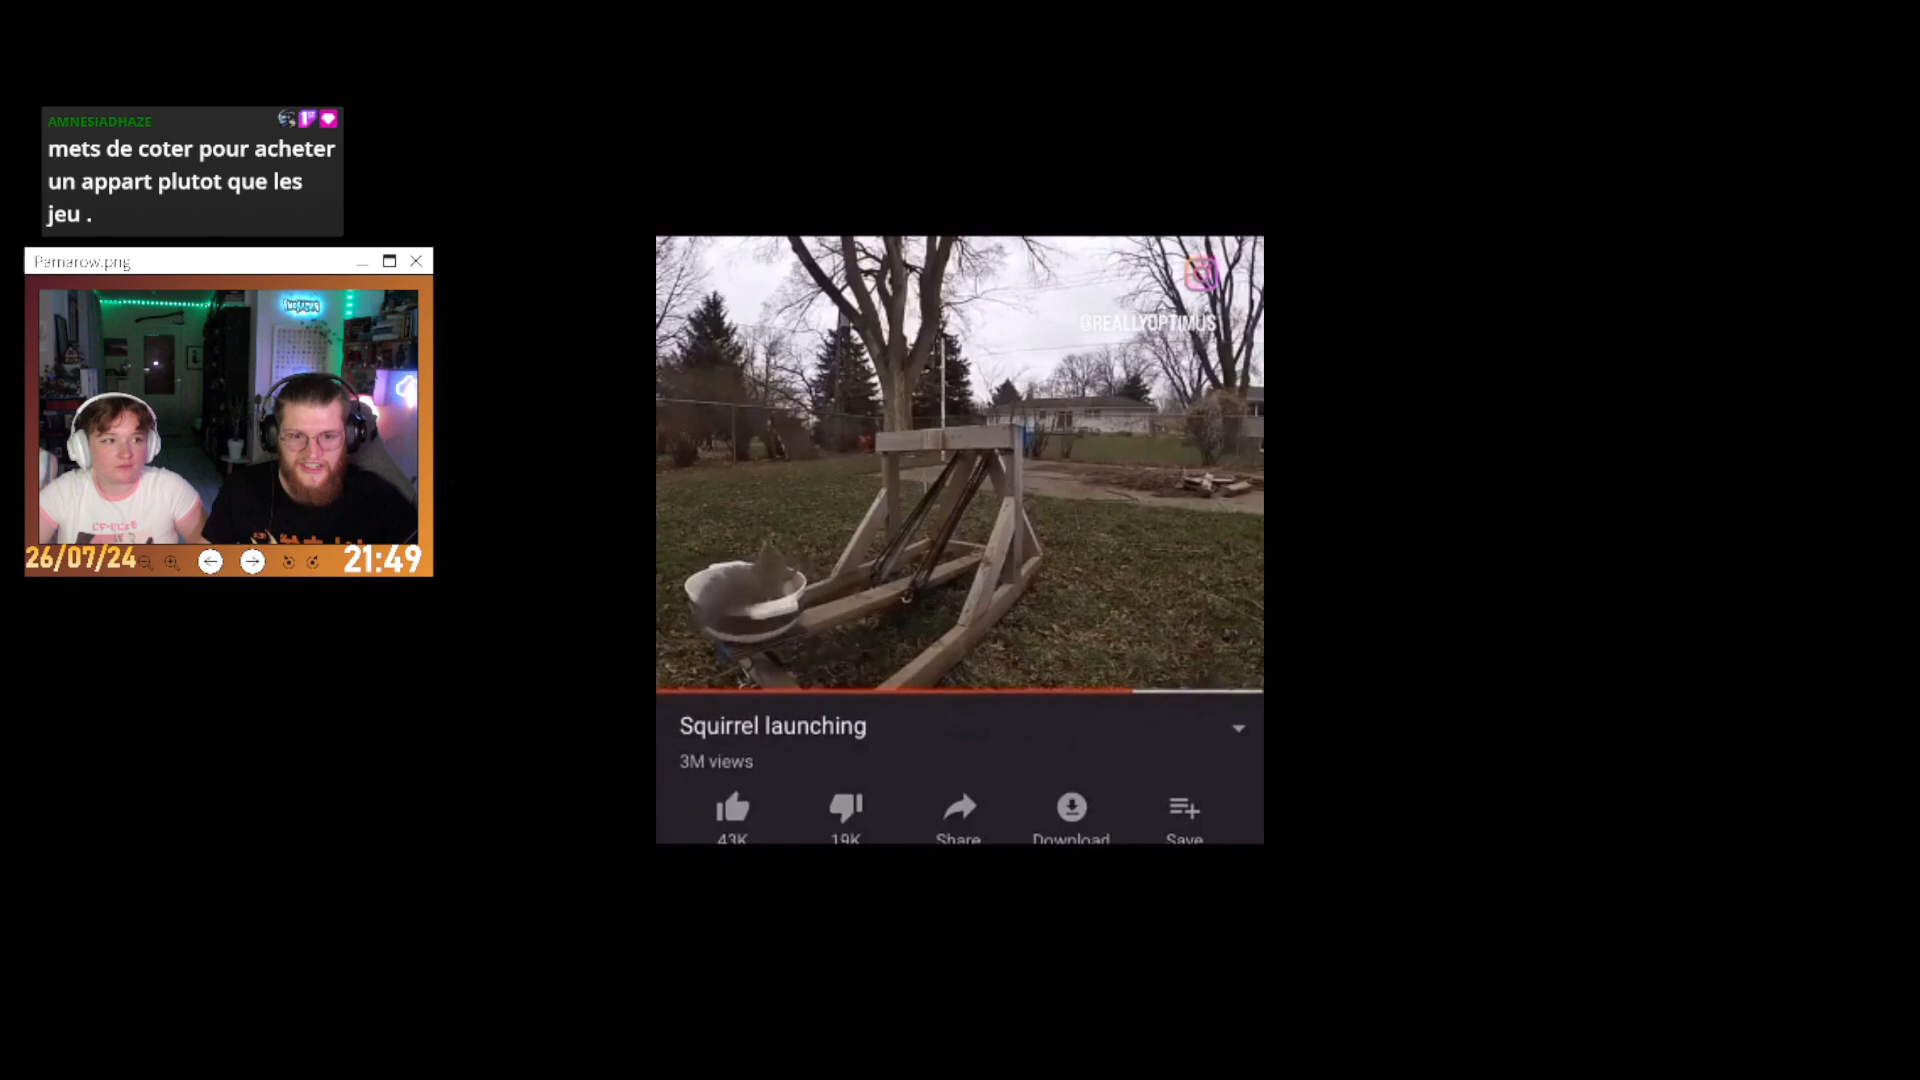 AMNESIADHAZE
mets de coter pour acheter
un appart plutot que les
jeu .
Pamarow.png
26/07/24
21:49
@REALLYOPTIMUS
Squirrel launching
3M views
43K
19K
Share
Download
Save